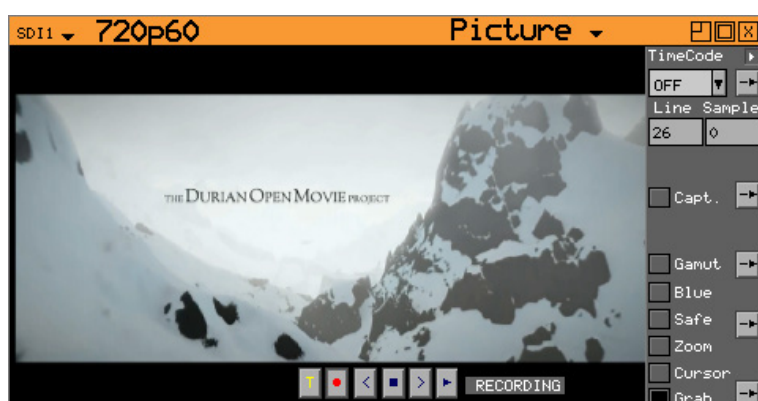 SDI1 720p60 Picture
TimeCode
OFF
Line Sample
26 0
THE DURIAN OPEN MOVIE PROJECT
Capt.
Gamut
Blue
Safe
Zoom
Cursor
Grab
T
RECORDING